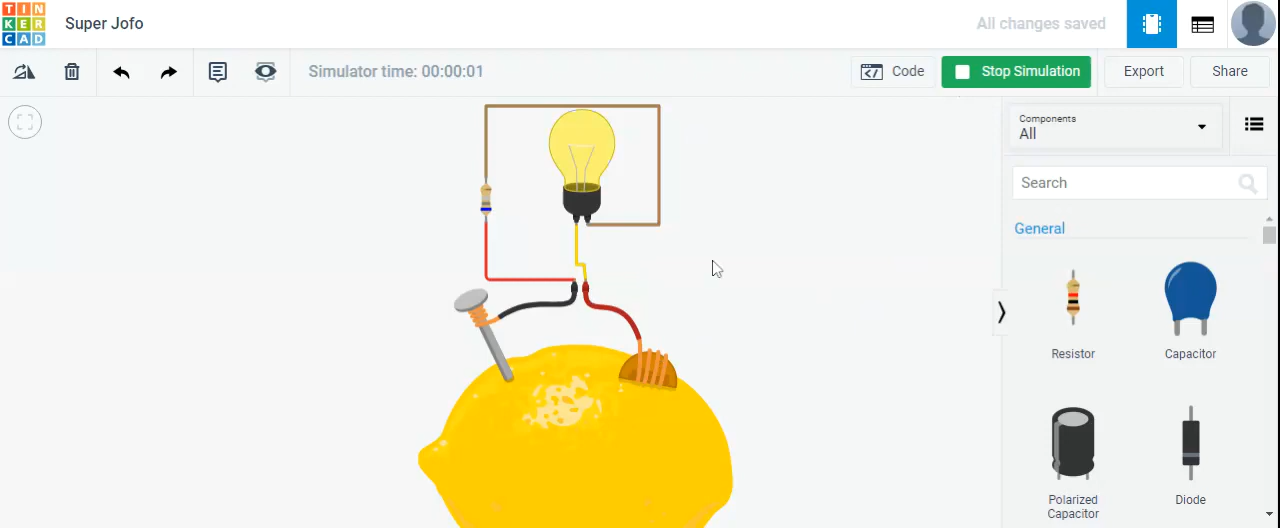 TIN
KER
CAD
Super Jofo
All changes saved
Simulator time: 00:00:01
Code
Stop Simulation
Export
Share
Components
All
Search
General
Resistor
Capacitor
Polarized
Capacitor
Diode